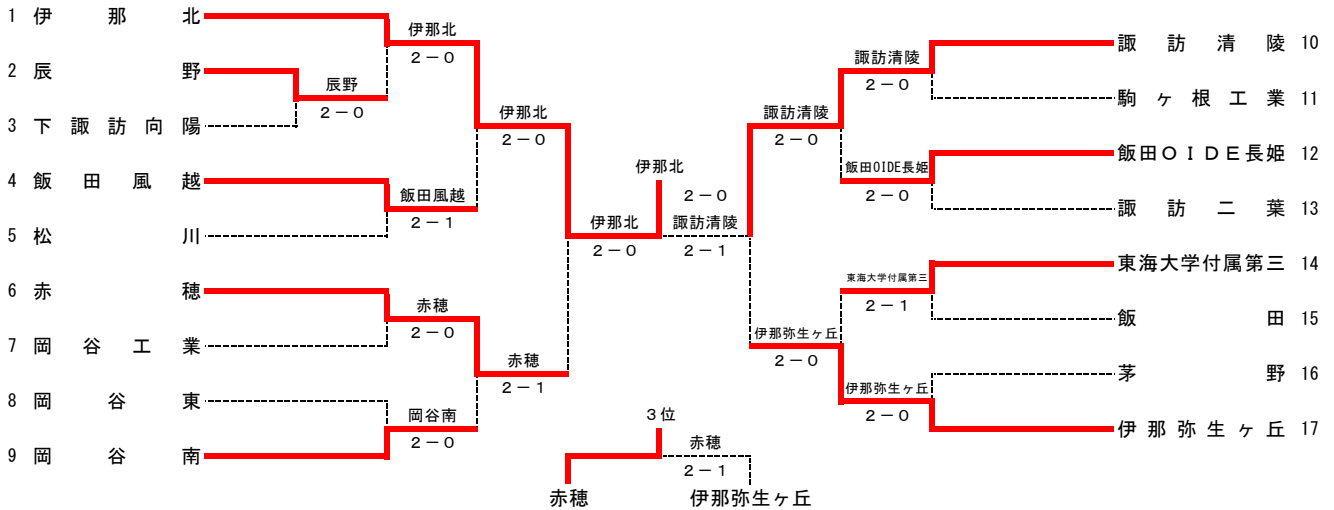 1 伊那北
2 辰野
3 下諏訪向陽
4 飯田風越
5 松川
6 赤穂
7 岡谷工業
8 岡谷東
9 岡谷南
辰野
2-0
伊那北
2-0
飯田風越
2-1
赤穂
2-0
岡谷南
2-0
伊那北
2-0
赤穂
2-1
伊那北
2-0
伊那北
2-0
諏訪清陵
2-1
諏訪清陵
2-0
伊那弥生ヶ丘
2-0
諏訪清陵
2-0
飯田OIDE長姫
2-0
東海大学付属第三
2-1
伊那弥生ヶ丘
2-0
諏訪清陵 10
駒ヶ根工業 11
飯田OIDE長姫 12
諏訪二葉 13
東海大学付属第三 14
飯田 15
茅野 16
伊那弥生ヶ丘 17
3位
赤穂
2-1
赤穂
伊那弥生ヶ丘